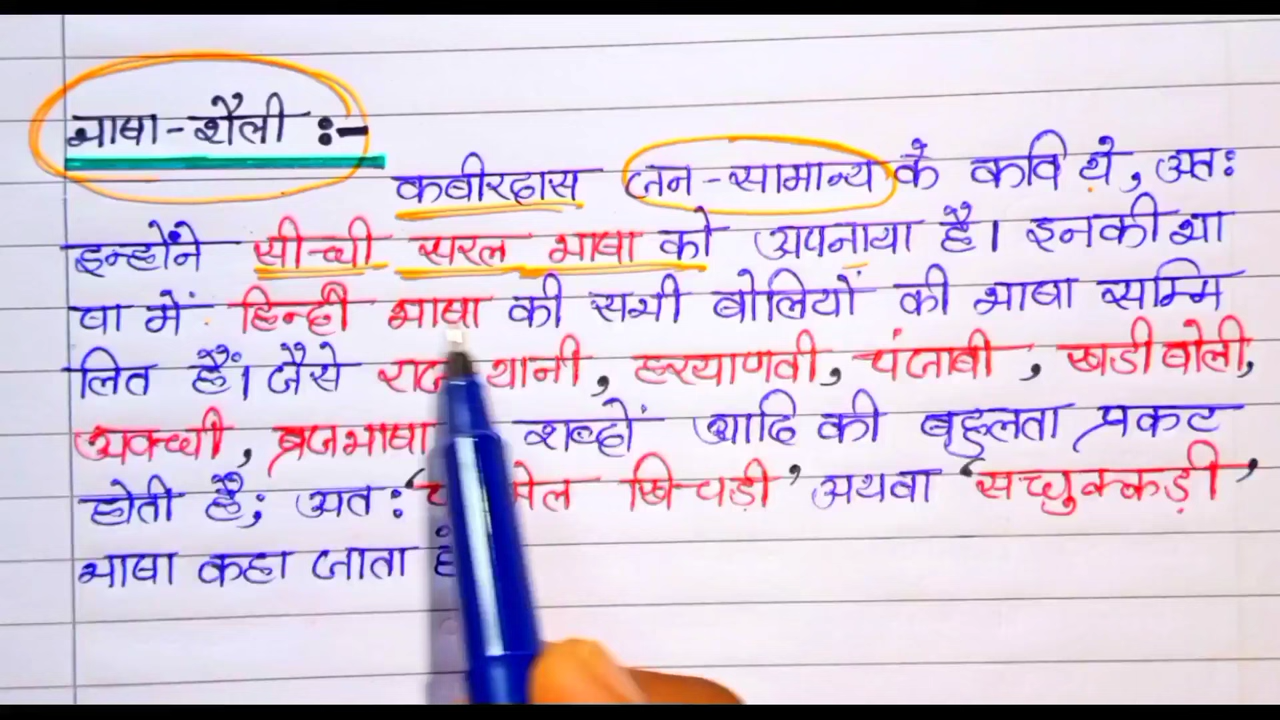 भाषा-शैली :-
कबीरदास जन-सामान्य के कवि थे, अतः
इन्होंने सीधी सरल भाषा को अपनाया है। इनकी भा
षा में हिन्दी भाषा की सभी बोलियों की भाषा सम्मि
लित हैं। जैसे हरयाणवी, पंजाबी, खडी बोली,
अवधी, ब्रजभाषा शब्दों आदि की बहुलता प्रकट
होती है; अतः मेल खिचड़ी' अथवा 'सधुक्कड़ी'
भाषा कहा जाता